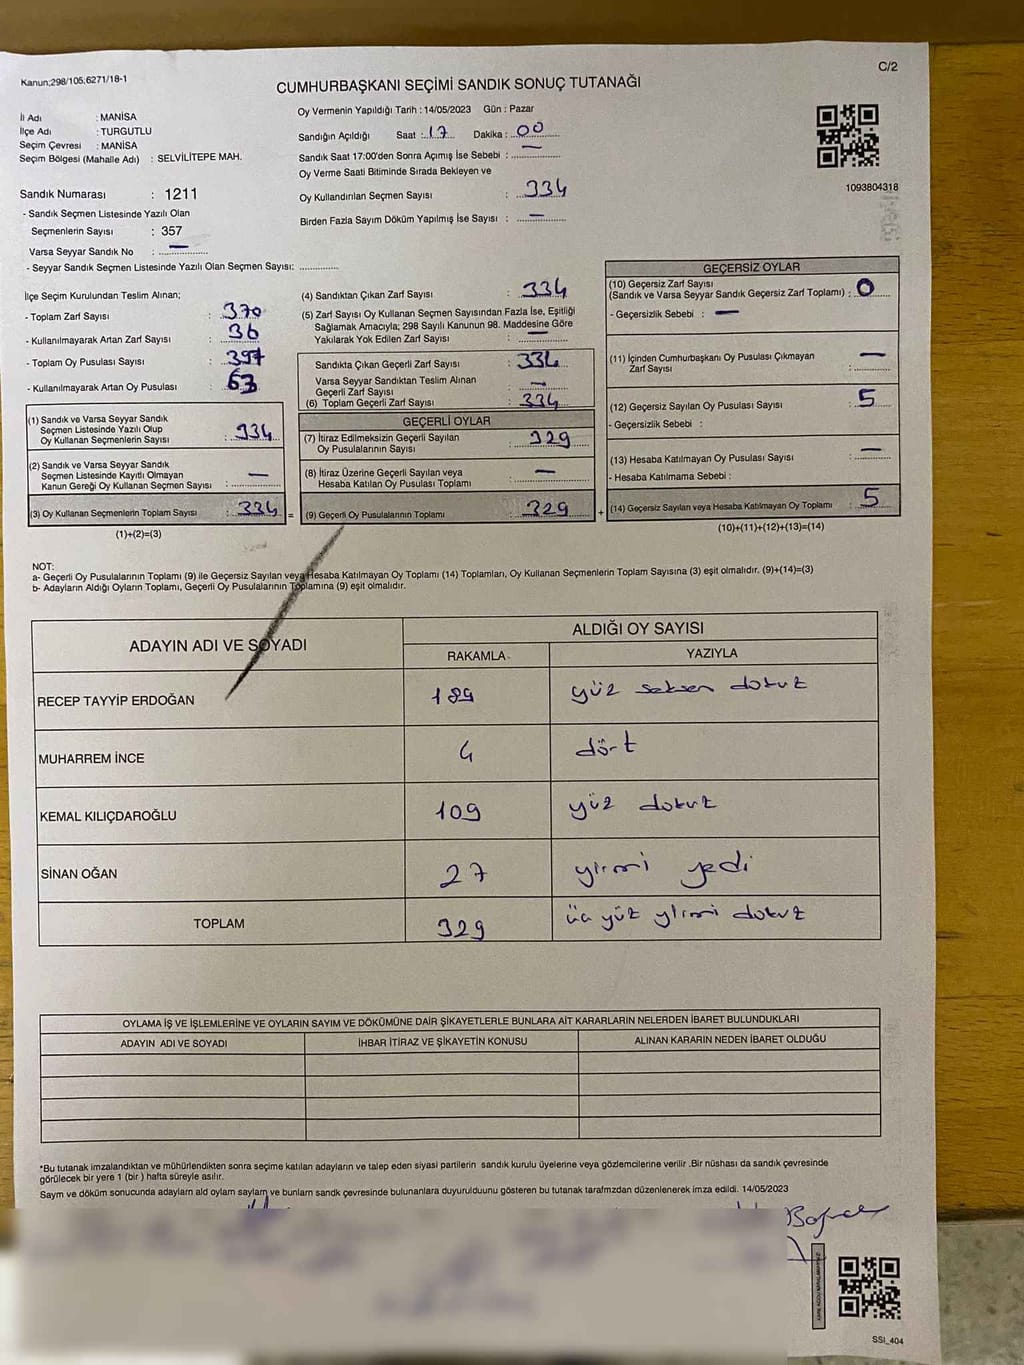 Kanun;298/105;6271/18-1
C/2
CUMHURBAŞKANI SEÇİMİ SANDIK SONUÇ TUTANAĞI
İl Adı : MANİSA
İlçe Adı : TURGUTLU
Seçim Çevresi : MANİSA
Seçim Bölgesi (Mahalle Adı) : SELVİLİTEPE MAH.
Sandık Numarası : 1211
- Sandık Seçmen Listesinde Yazılı Olan
Seçmenlerin Sayısı : 357
Varsa Seyyar Sandık No : —
- Seyyar Sandık Seçmen Listesinde Yazılı Olan Seçmen Sayısı: ............
Oy Vermenin Yapıldığı Tarih : 14/05/2023 Gün : Pazar
Sandığın Açıldığı Saat : 17 Dakika : 00
Sandık Saat 17:00'den Sonra Açımış İse Sebebi : —
Oy Verme Saati Bitiminde Sırada Bekleyen ve
Oy Kullandırılan Seçmen Sayısı : 334
Birden Fazla Sayım Döküm Yapılmış İse Sayısı : —
1093804318
İlçe Seçim Kurulundan Teslim Alınan;
- Toplam Zarf Sayısı : 370
- Kullanılmayarak Artan Zarf Sayısı : 36
- Toplam Oy Pusulası Sayısı : 397
- Kullanılmayarak Artan Oy Pusulası : 63
(1) Sandık ve Varsa Seyyar Sandık
Seçmen Listesinde Yazılı Olup
Oy Kullanan Seçmenlerin Sayısı : 334
(2) Sandık ve Varsa Seyyar Sandık
Seçmen Listesinde Kayıtlı Olmayan
Kanun Gereği Oy Kullanan Seçmen Sayısı : —
(3) Oy Kullanan Seçmenlerin Toplam Sayısı : 334 =
(1)+(2)=(3)
(4) Sandıktan Çıkan Zarf Sayısı : 334
(5) Zarf Sayısı Oy Kullanan Seçmen Sayısından Fazla İse, Eşitliği
Sağlamak Amacıyla; 298 Sayılı Kanunun 98. Maddesine Göre
Yakılarak Yok Edilen Zarf Sayısı : —
Sandıkta Çıkan Geçerli Zarf Sayısı : 334
Varsa Seyyar Sandıktan Teslim Alınan
Geçerli Zarf Sayısı : —
(6) Toplam Geçerli Zarf Sayısı : 334
GEÇERLİ OYLAR
(7) İtiraz Edilmeksizin Geçerli Sayılan
Oy Pusulalarının Sayısı : 329
(8) İtiraz Üzerine Geçerli Sayılan veya
Hesaba Katılan Oy Pusulası Toplamı : —
(9) Geçerli Oy Pusulalarının Toplamı : 329 +
GEÇERSİZ OYLAR
(10) Geçersiz Zarf Sayısı
(Sandık ve Varsa Seyyar Sandık Geçersiz Zarf Toplamı) : 0
- Geçersizlik Sebebi : —
(11) İçinden Cumhurbaşkanı Oy Pusulası Çıkmayan
Zarf Sayısı : —
(12) Geçersiz Sayılan Oy Pusulası Sayısı : 5
- Geçersizlik Sebebi :
(13) Hesaba Katılmayan Oy Pusulası Sayısı : —
- Hesaba Katılmama Sebebi :
(14) Geçersiz Sayılan veya Hesaba Katılmayan Oy Toplamı : 5
(10)+(11)+(12)+(13)=(14)
NOT:
a- Geçerli Oy Pusulalarının Toplamı (9) ile Geçersiz Sayılan veya Hesaba Katılmayan Oy Toplamı (14) Toplamları, Oy Kullanan Seçmenlerin Toplam Sayısına (3) eşit olmalıdır. (9)+(14)=(3)
b- Adayların Aldığı Oyların Toplamı, Geçerli Oy Pusulalarının Toplamına (9) eşit olmalıdır.
ADAYIN ADI VE SOYADI
ALDIĞI OY SAYISI
RAKAMLA YAZIYLA
RECEP TAYYİP ERDOĞAN 189 yüz seksen dokuz
MUHARREM İNCE 4 dört
KEMAL KILIÇDAROĞLU 109 yüz dokuz
SİNAN OĞAN 27 yirmi yedi
TOPLAM 329 üç yüz yirmi dokuz
OYLAMA İŞ VE İŞLEMLERİNE VE OYLARIN SAYIM VE DÖKÜMÜNE DAİR ŞİKAYETLERLE BUNLARA AİT KARARLARIN NELERDEN İBARET BULUNDUKLARI
ADAYIN ADI VE SOYADI İHBAR İTİRAZ VE ŞİKAYETİN KONUSU ALINAN KARARIN NEDEN İBARET OLDUĞU
*Bu tutanak imzalandıktan ve mühürlendikten sonra seçime katılan adayların ve talep eden siyasi partilerin sandık kurulu üyelerine veya gözlemcilerine verilir .Bir nüshası da sandık çevresinde
görülecek bir yere 1 (bir ) hafta süreyle asılır.
Sayım ve döküm sonucunda adayların ald oylam sayların ve bunların sandk çevresinde bulunanlara duyurulduunu gösteren bu tutanak tarafmzdan düzenlenerek imza edildi. 14/05/2023
SSI_404